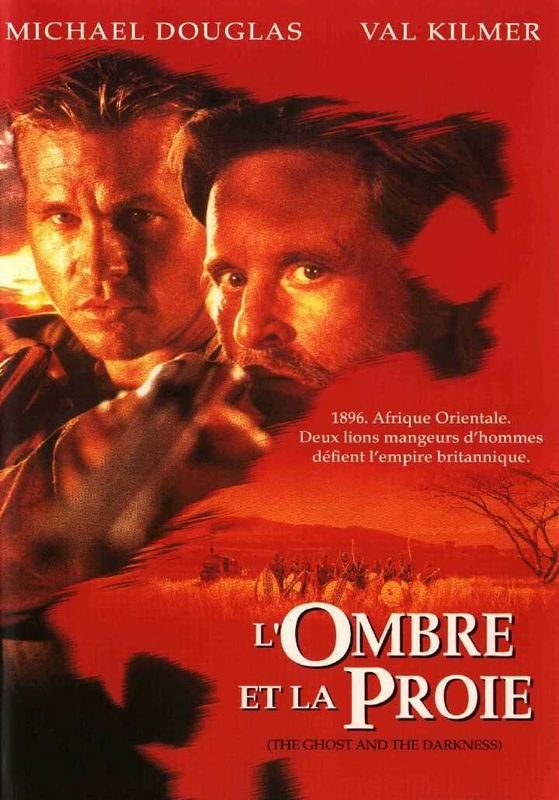 MICHAEL DOUGLAS VAL KILMER
1896. Afrique Orientale.
Deux lions mangeurs d'hommes
défient l'empire britannique.
L'OMBRE
ET LA PROIE
(THE GHOST AND THE DARKNESS)